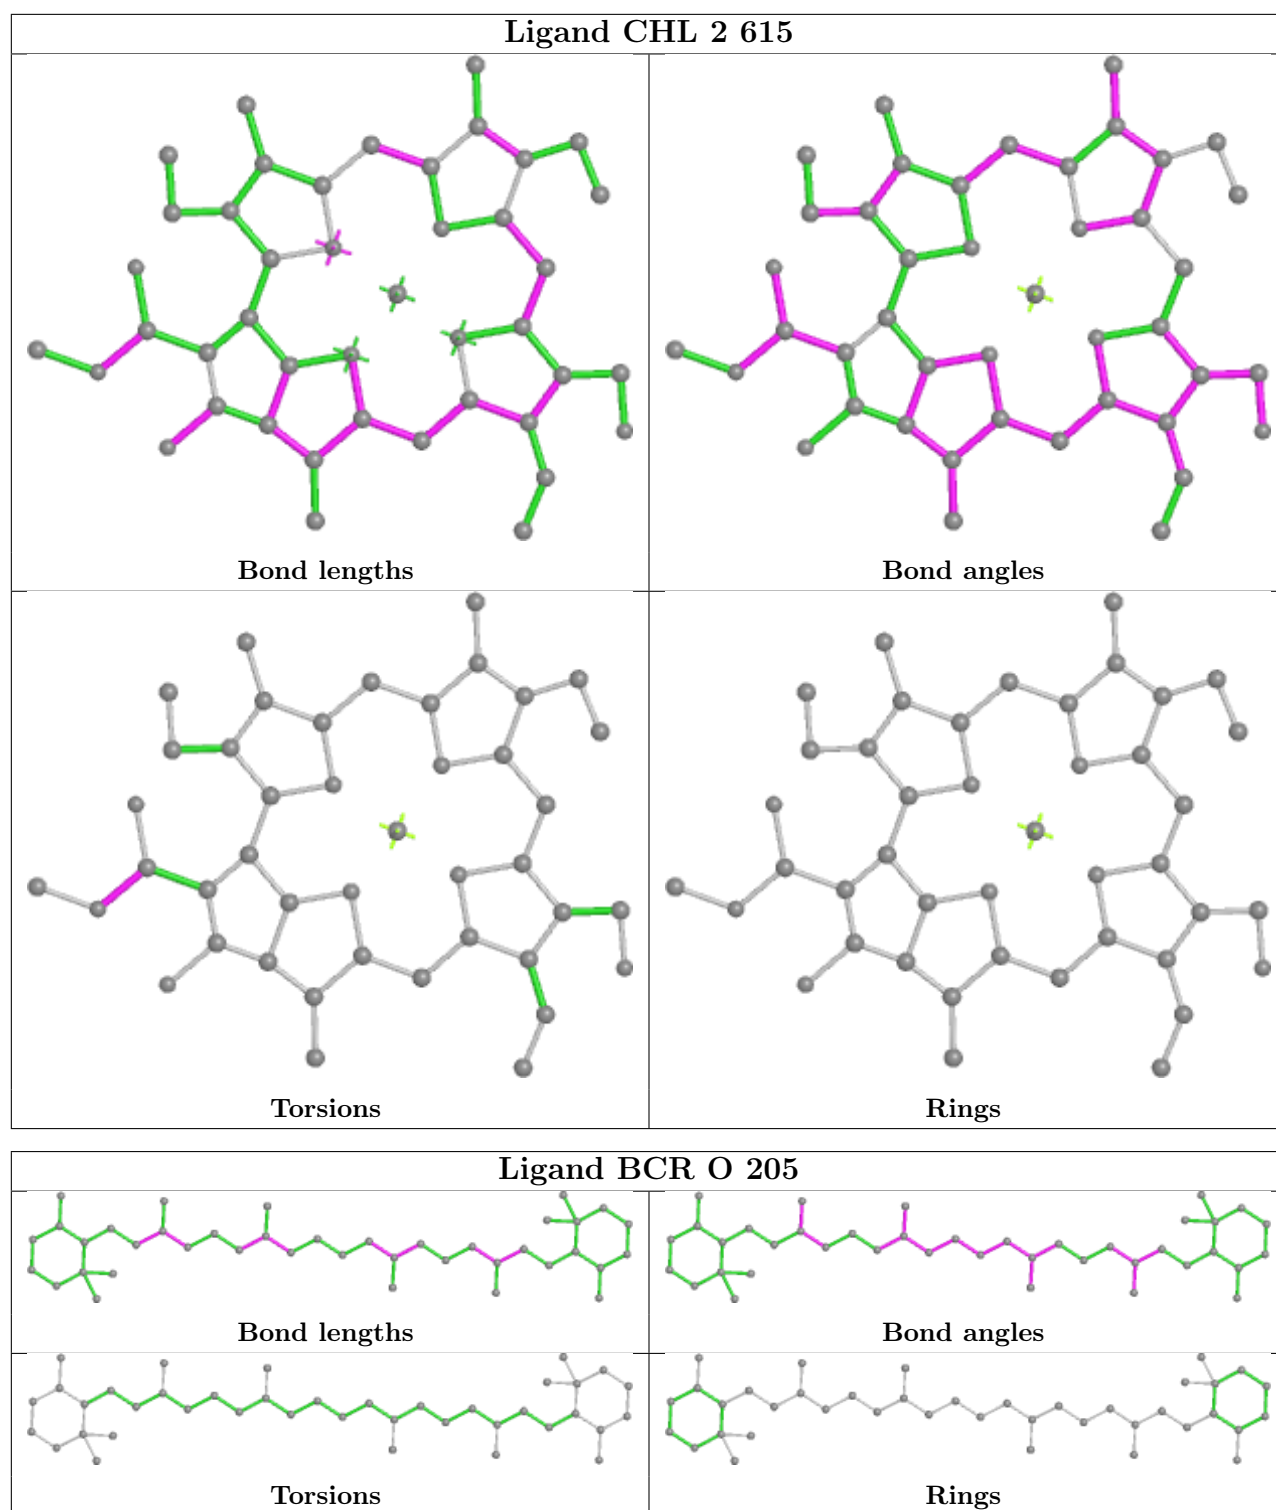 Ligand CHL 2 615
Bond lengths
Bond angles
Torsions
Rings
Ligand BCR O 205
Bond lengths
Bond angles
Torsions
Rings